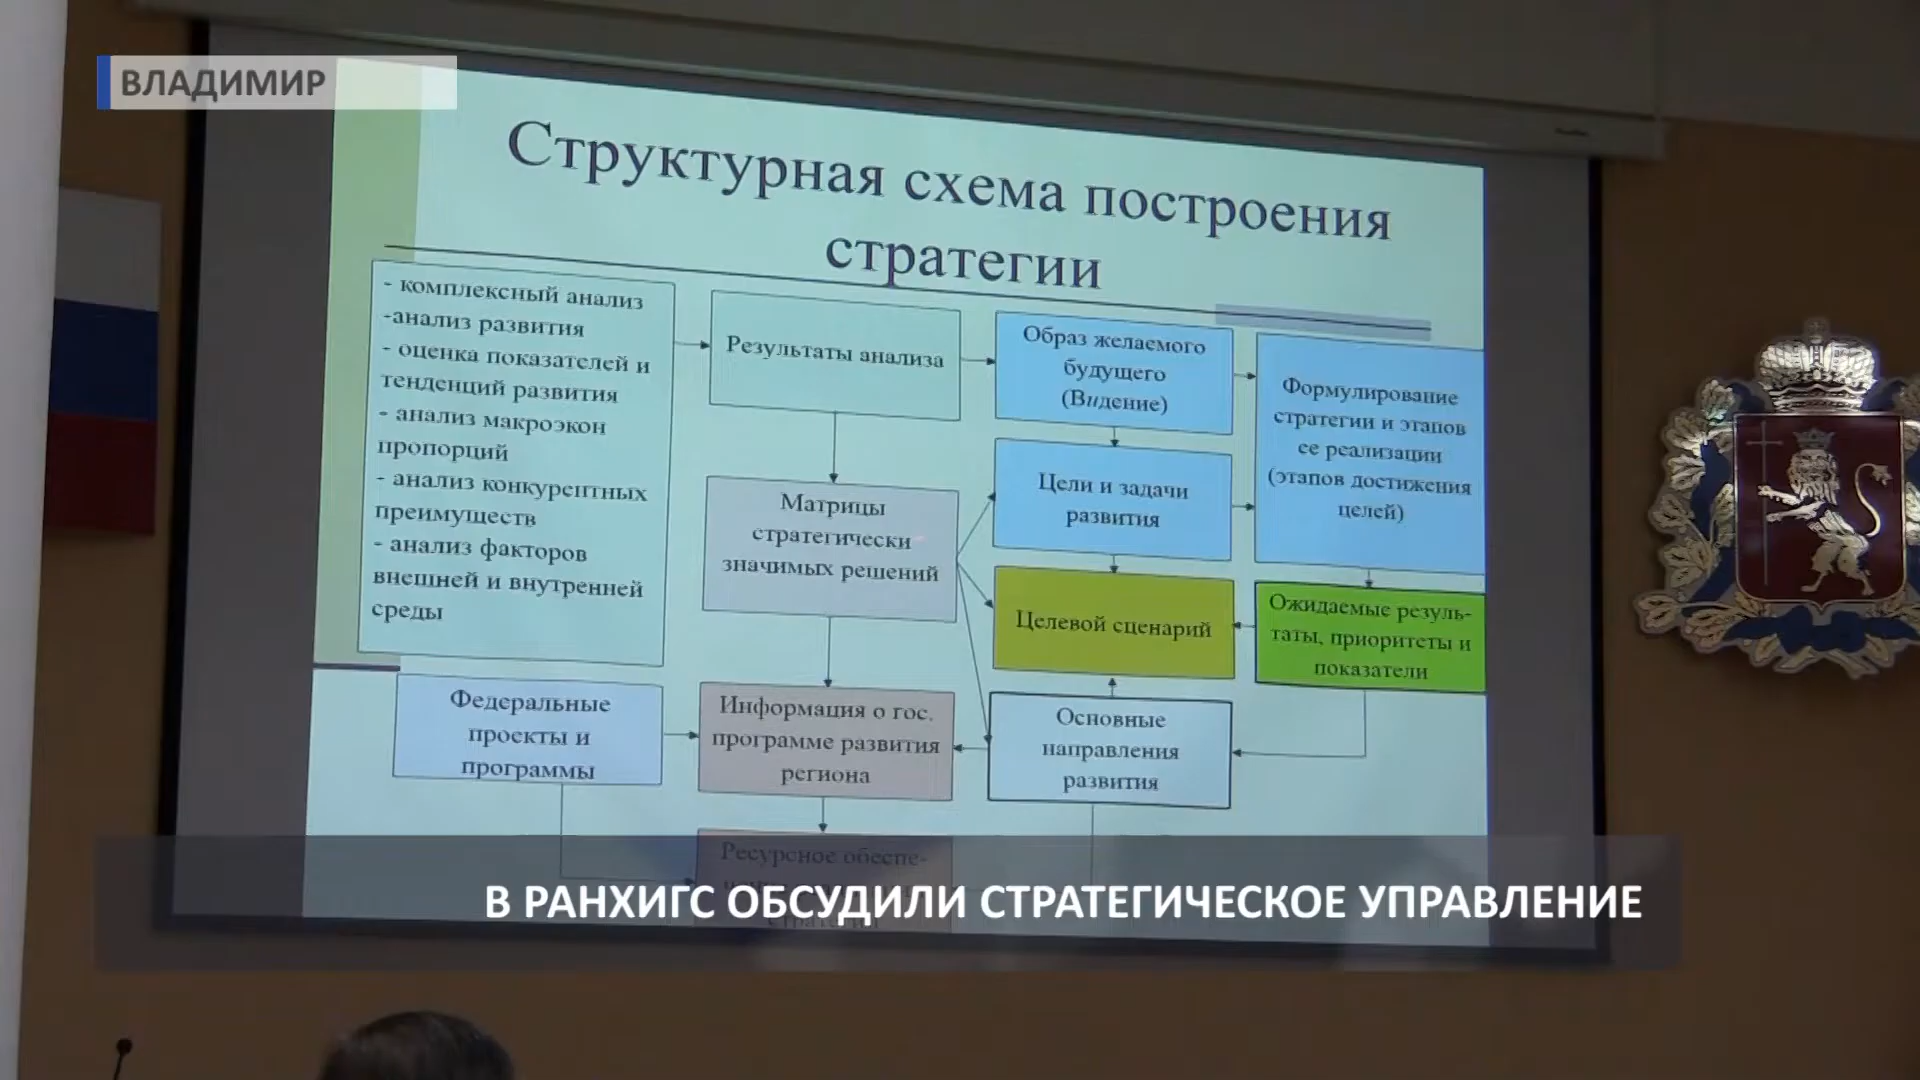 ВЛАДИМИР
Структурная схема построения
стратегии
- комплексный анализ
-анализ развития
- оценка показателей и
тенденций развития
- анализ макроэкон
пропорций
- анализ конкурентных
преимуществ
- анализ факторов
внешней и внутренней
среды
Результаты анализа
Образ желаемого
будущего
(Видение)
Формулирование
стратегии и этапов
ее реализации
(этапов достижения
целей)
Матрицы
стратегически
значимых решений
Цели и задачи
развития
Целевой сценарий
Ожидаемые резуль-
таты, приоритеты и
показатели
Федеральные
проекты и
программы
Информация о гос.
программе развития
региона
Основные
направления
развития
Ресурсное обеспе-
В РАНХИГС ОБСУДИЛИ СТРАТЕГИЧЕСКОЕ УПРАВЛЕНИЕ